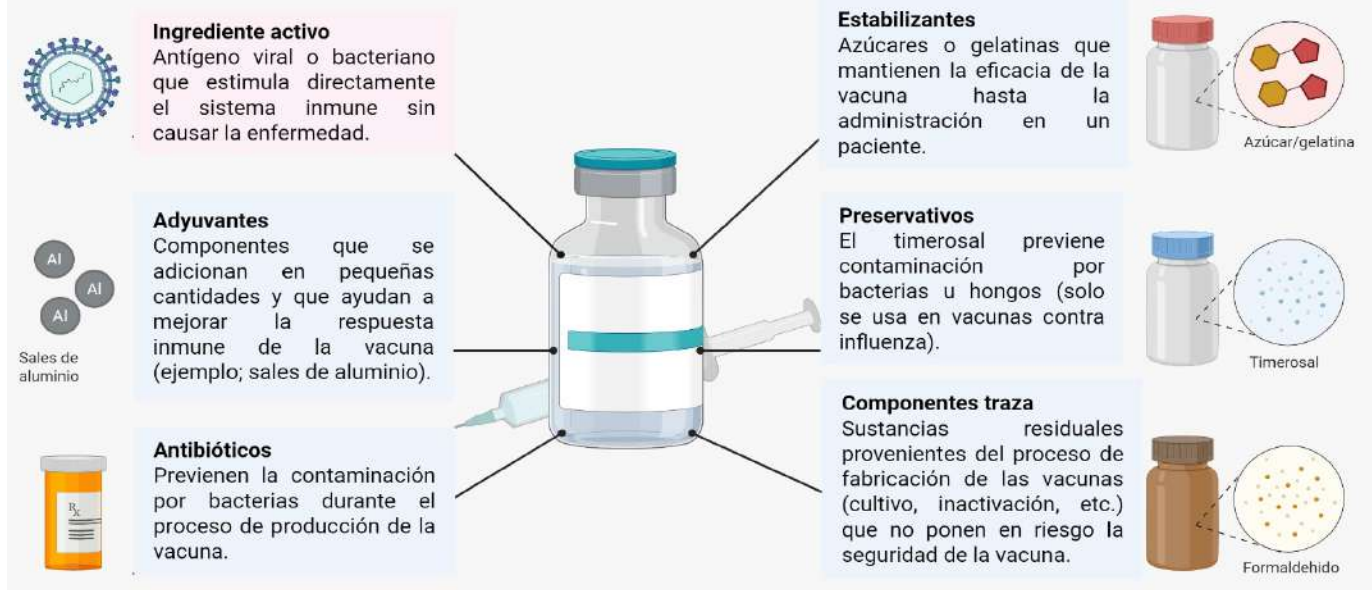 Ingrediente activo
Antígeno viral o bacteriano
que estimula directamente
el sistema inmune sin
causar la enfermedad.
Adyuvantes
Componentes que se
adicionan en pequeñas
cantidades y que ayudan a
mejorar la respuesta
inmune de la vacuna
(ejemplo; sales de aluminio).
Al
Al
Al
Sales de
aluminio
Antibióticos
Previenen la contaminación
por bacterias durante el
proceso de producción de la
vacuna.
Rx
Estabilizantes
Azúcares o gelatinas que
mantienen la eficacia de la
vacuna hasta la
administración en un
paciente.
Azúcar/gelatina
Preservativos
El timerosal previene
contaminación por
bacterias u hongos (solo
se usa en vacunas contra
influenza).
Timerosal
Componentes traza
Sustancias residuales
provenientes del proceso de
fabricación de las vacunas
(cultivo, inactivación, etc.)
que no ponen en riesgo la
seguridad de la vacuna.
Formaldehido